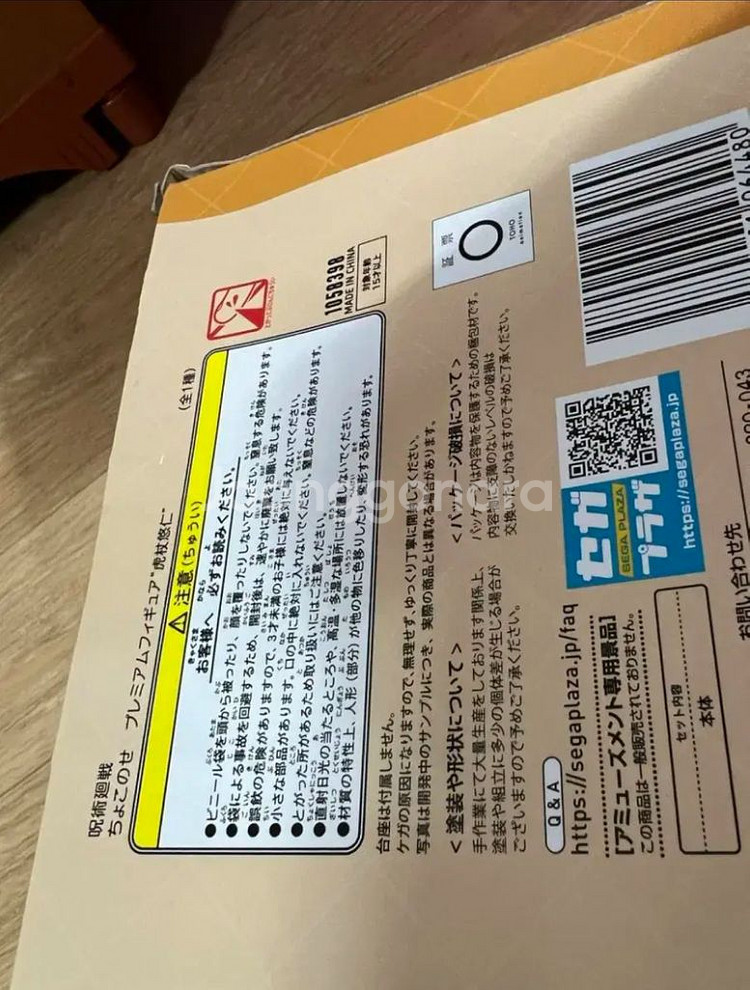 呪術廻戦
ちょこのせ プレミアムフィギュア"虎杖悠仁" (全1種)
注意(ちゅうい)
お客様へ 必ずお読みください。
●ビニール袋を頭から被ったり、顔を覆ったりしないでください。窒息する危険があります。
●袋による事故を回避するため、開封後は、速やかに廃棄をお願い致します。
●誤飲の危険がありますので、3才未満のお子様には絶対に与えないでください。
●小さな部品があります。口の中に絶対に入れないでください。窒息などの危険があります。
●とがった所があるため取り扱いにはご注意ください。
●直射日光の当たるところや、高温・多湿な場所には放置しないでください。
●材質の特性上、人形(部分)が他の物に色移りしたり、変形する恐れがあります。
1058398
MADE IN CHINA
対象年齢
15才以上
台座は付属しません。
ケガの原因になりますので、無理せず、ゆっくり丁寧に開封してください。
写真は開発中のサンプルにつき、実際の商品とは異なる場合があります。
<塗装や形状について>
手作業にて大量生産をしております関係上、
塗装や組立に多少の個体差が生じる場合が
ございますので予めご了承ください。
<パッケージ破損について>
パッケージは内容物を保護するための梱包材です。
内容物に支障のないレベルの破損は
交換いたしかねますので予めご了承ください。
証票
TOHO
animation
Q&A
https://segaplaza.jp/faq
[アミューズメント専用景品]
この商品は一般販売されておりません。
セガ
SEGA PLAZA
プラザ
https://segaplaza.jp
セット内容
本体
お問い合わせ先